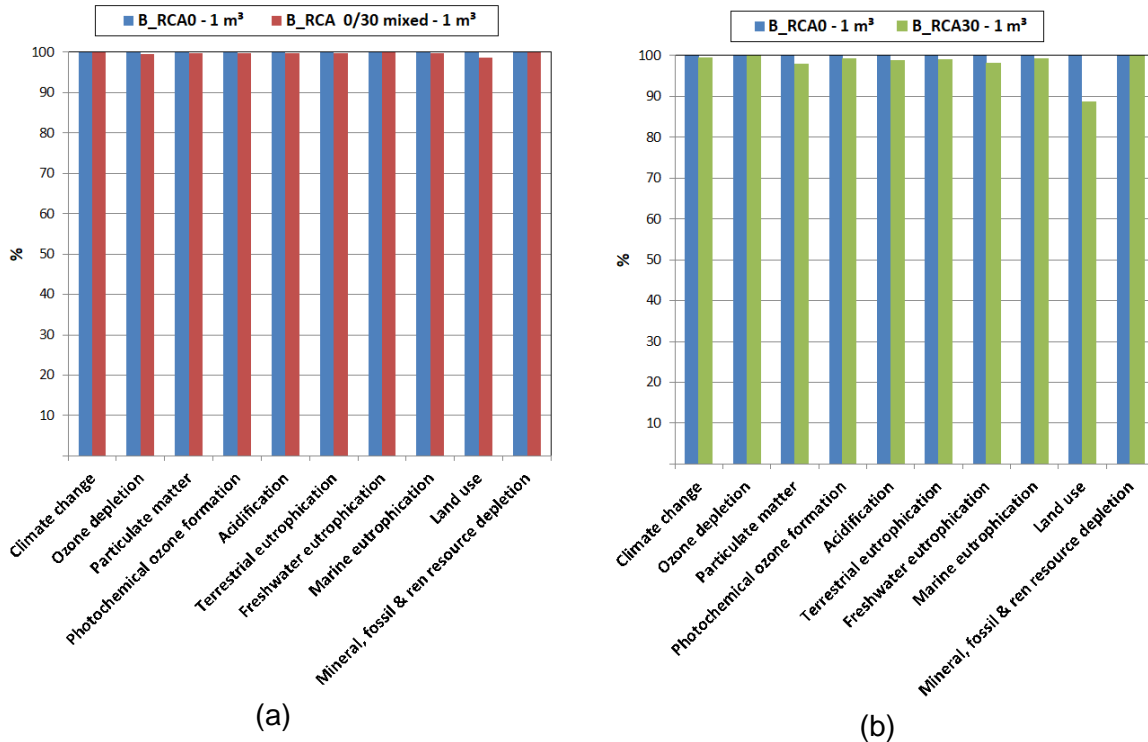 B_RCA0 - 1 m³ B_RCA 0/30 mixed - 1 m³
100
90
80
70
60
50
40
30
20
10
%
Climate change
Ozone depletion
Particulate matter
Photochemical ozone formation
Acidification
Terrestrial eutrophication
Freshwater eutrophication
Marine eutrophication
Land use
Mineral, fossil & ren resource depletion
(a)
B_RCA0 - 1 m³ B_RCA30 - 1 m³
100
90
80
70
60
50
40
30
20
10
%
Climate change
Ozone depletion
Particulate matter
Photochemical ozone formation
Acidification
Terrestrial eutrophication
Freshwater eutrophication
Marine eutrophication
Land use
Mineral, fossil & ren resource depletion
(b)